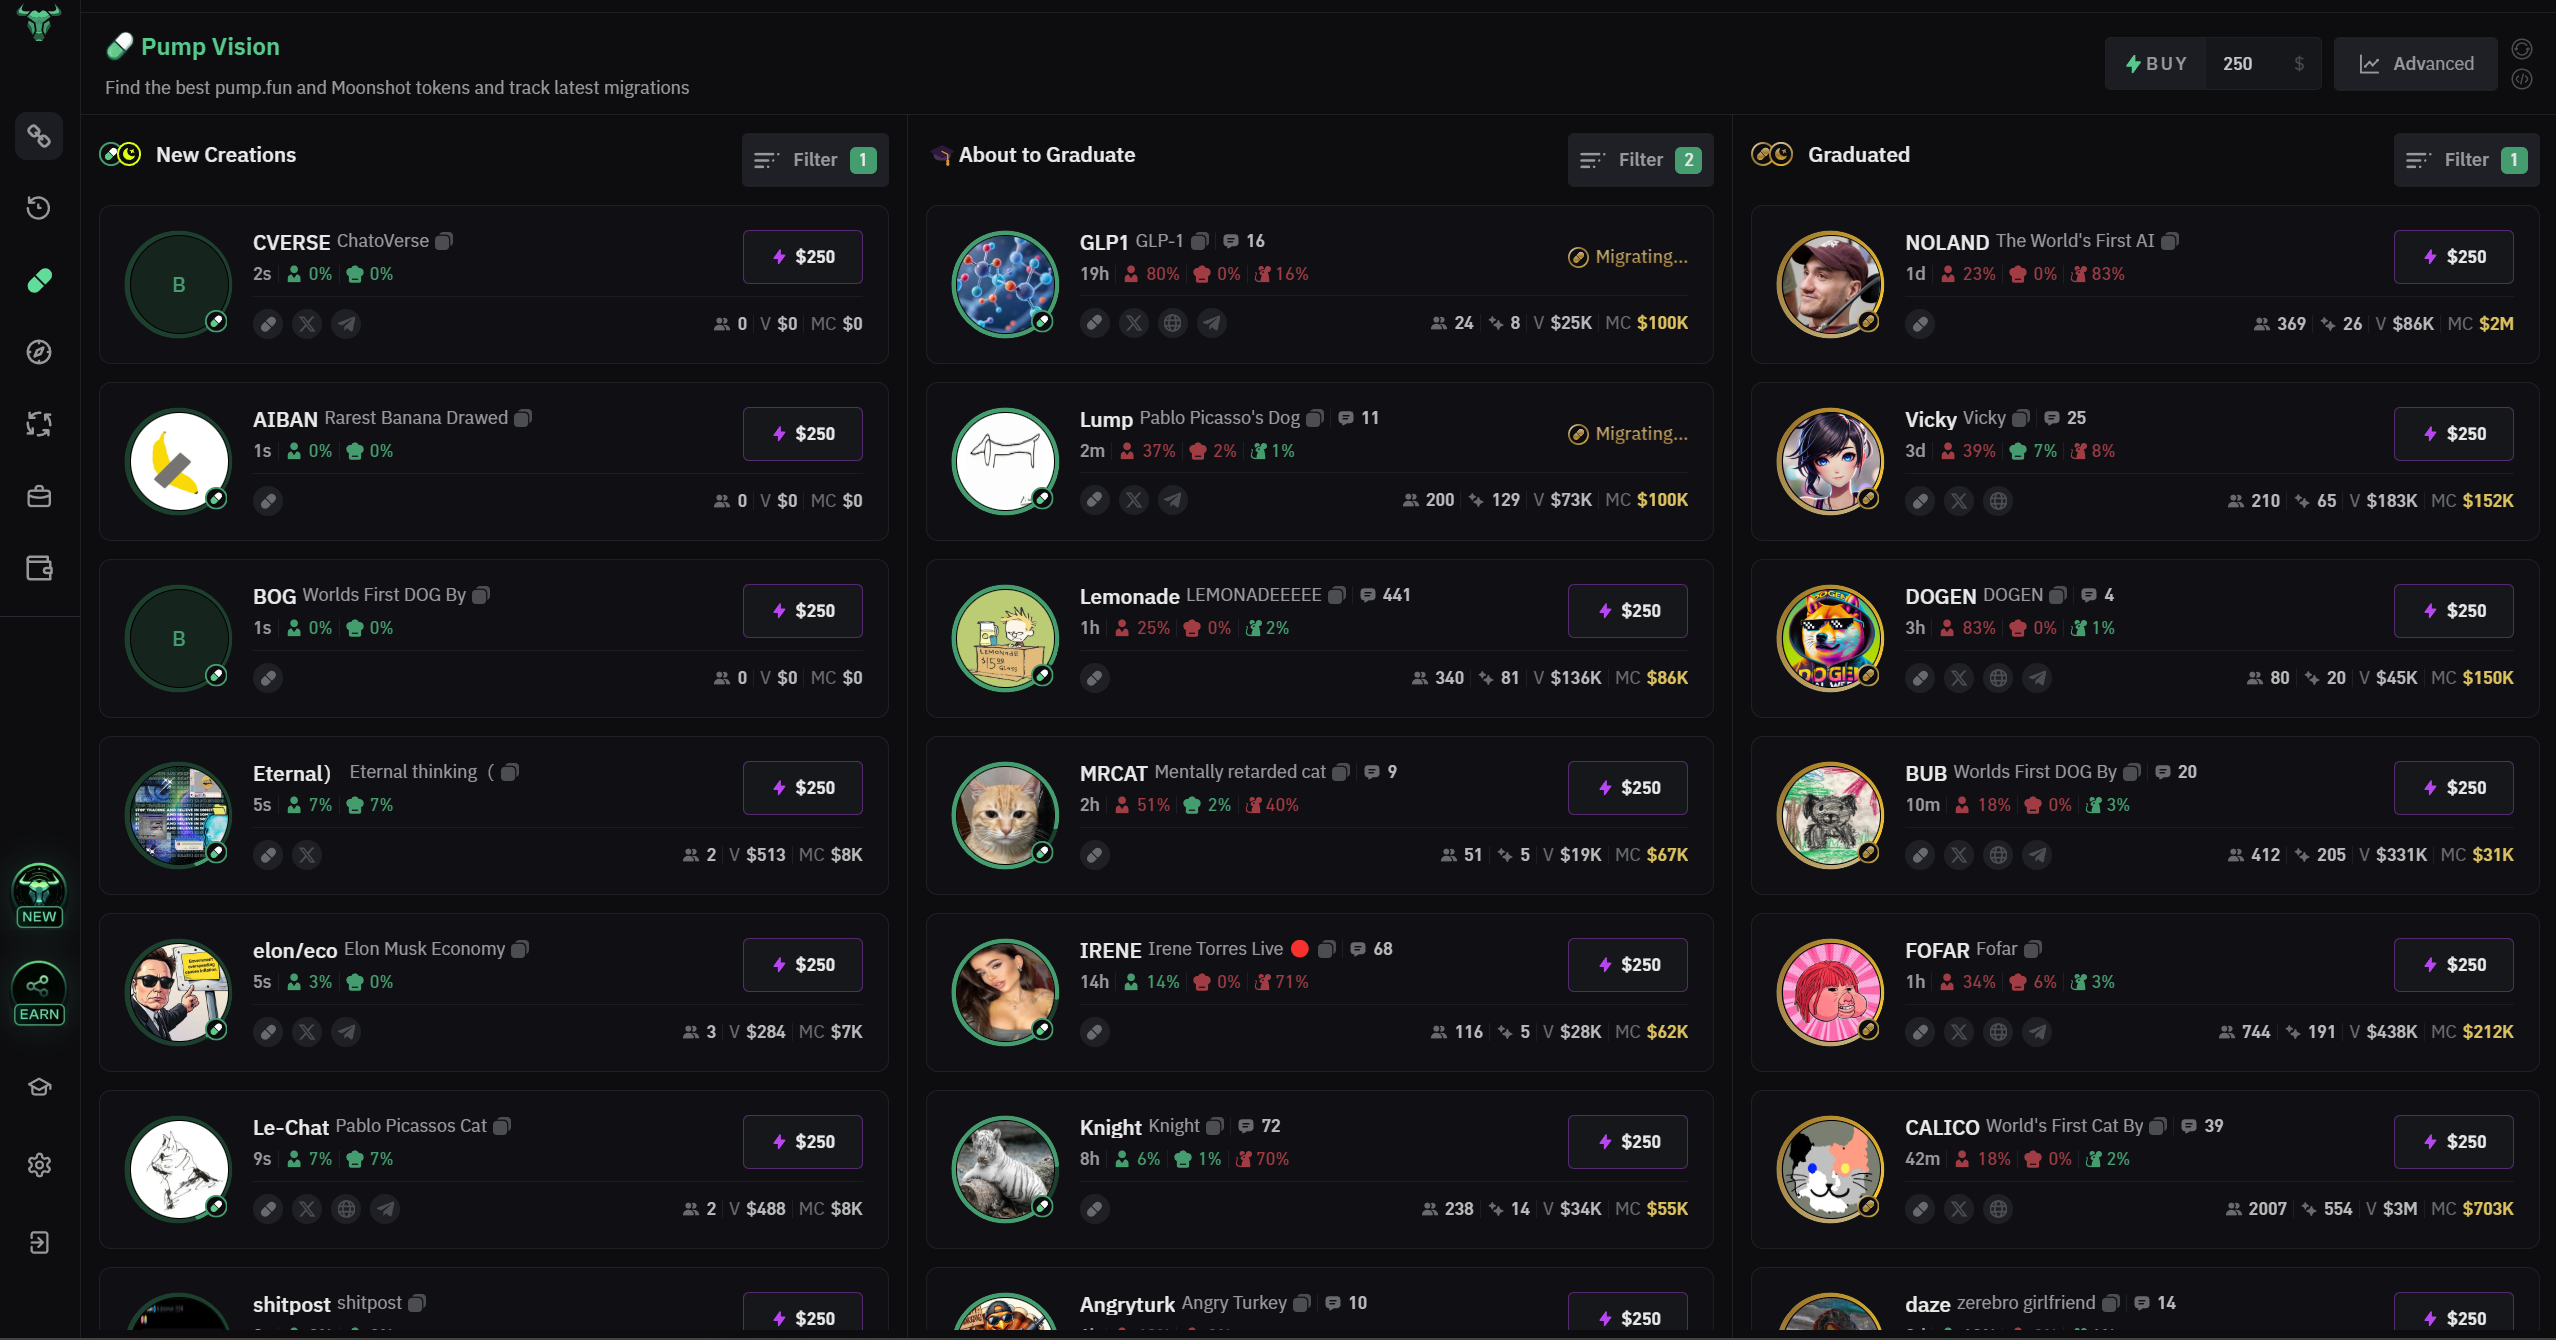 Pump Vision
Find the best pump.fun and Moonshot tokens and track latest migrations
BUY 250 $
Advanced
New Creations
Filter 1
CVERSE ChatoVerse
$250
2s 0% 0%
B
0 V $0 MC $0
AIBAN Rarest Banana Drawed
$250
1s 0% 0%
0 V $0 MC $0
BOG Worlds First DOG By
$250
1s 0% 0%
B
0 V $0 MC $0
Eternal) Eternal thinking (
$250
5s 7% 7%
2 V $513 MC $8K
elon/eco Elon Musk Economy
$250
5s 3% 0%
3 V $284 MC $7K
Le-Chat Pablo Picassos Cat
$250
9s 7% 7%
2 V $488 MC $8K
shitpost shitpost
$250
About to Graduate
Filter 2
GLP1 GLP-1 16
Migrating...
19h 80% 0% 16%
24 8 V $25K MC $100K
Lump Pablo Picasso's Dog 11
Migrating...
2m 37% 2% 1%
200 129 V $73K MC $100K
Lemonade LEMONADEEEEE 441
$250
1h 25% 0% 2%
LEMONADE
340 81 V $136K MC $86K
MRCAT Mentally retarded cat 9
$250
2h 51% 2% 40%
51 5 V $19K MC $67K
IRENE Irene Torres Live 68
$250
14h 14% 0% 71%
116 5 V $28K MC $62K
Knight Knight 72
$250
8h 6% 1% 70%
238 14 V $34K MC $55K
Angryturk Angry Turkey 10
$250
Graduated
Filter 1
NOLAND The World's First AI
$250
1d 23% 0% 83%
369 26 V $86K MC $2M
Vicky Vicky 25
$250
3d 39% 7% 8%
210 65 V $183K MC $152K
DOGEN DOGEN 4
$250
3h 83% 0% 1%
DOGEN
80 20 V $45K MC $150K
BUB Worlds First DOG By 20
$250
10m 18% 0% 3%
412 205 V $331K MC $31K
FOFAR Fofar
$250
1h 34% 6% 3%
744 191 V $438K MC $212K
CALICO World's First Cat By 39
$250
42m 18% 0% 2%
2007 554 V $3M MC $703K
daze zerebro girlfriend 14
$250
NEW
EARN